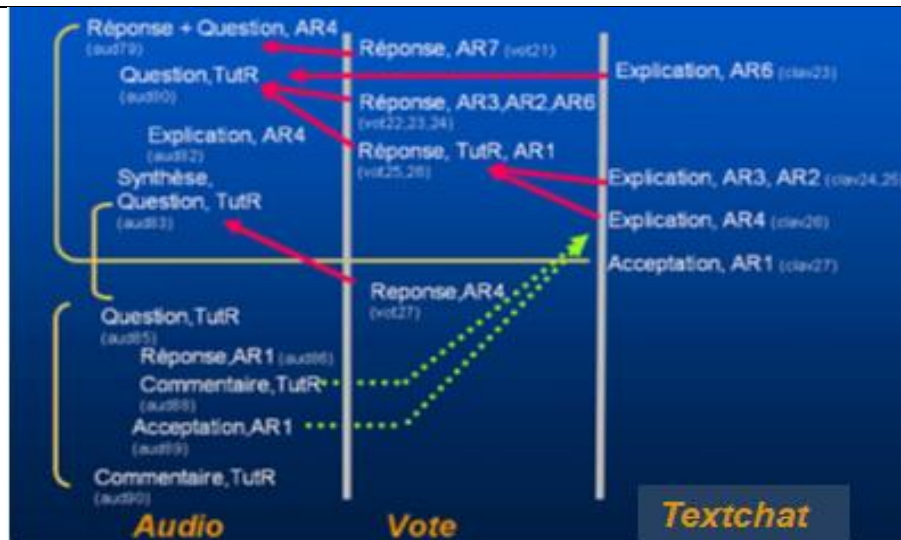 Réponse + Question, AR4
(aud79)
Question,TutR
(aud80)
Explication, AR4
(aud82)
Synthèse,
Question, TutR
(aud83)
Question,TutR
(aud85)
Réponse,AR1 (aud86)
Commentaire,TutR
(aud88)
Acceptation,AR1
(aud89)
Commentaire,TutR
(aud90)
Audio
Réponse, AR7 (vot21)
Réponse, AR3,AR2,AR6
(vot22,23,24)
Réponse, TutR, AR1
(vot25,26)
Reponse,AR4
(vot27)
Vote
Explication, AR6 (clav23)
Explication, AR3, AR2 (clav24,25)
Explication, AR4 (clav26)
Acceptation, AR1 (clav27)
Textchat